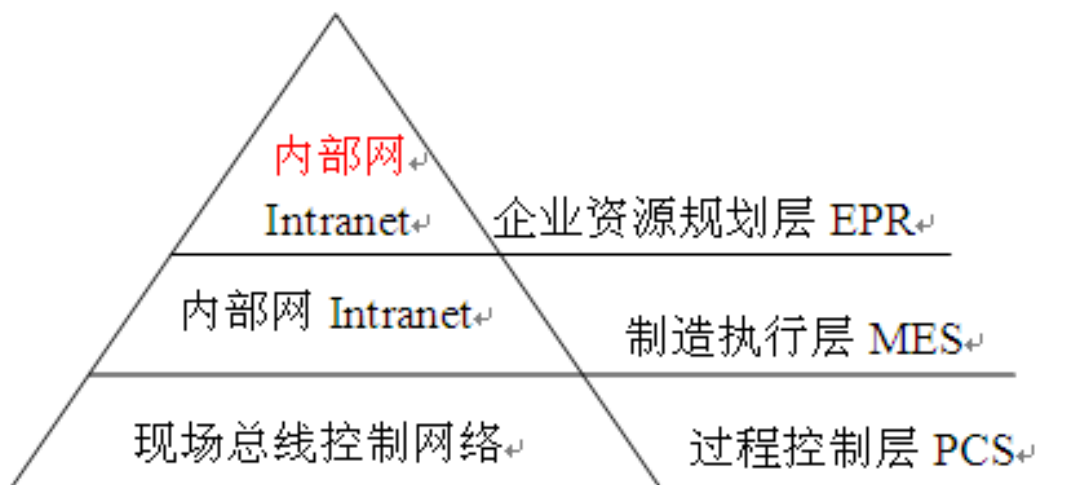 内部网
Intranet
企业资源规划层 EPR
内部网 Intranet
制造执行层 MES
现场总线控制网络
过程控制层 PCS